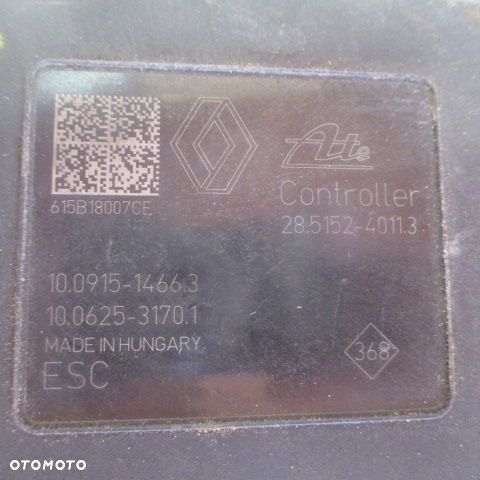 Ate
615B18007CE
Controller
28.5152-4011.3
10.0915-1466.3
10.0625-3170.1
MADE IN HUNGARY
368
ESC
OTOMOTO